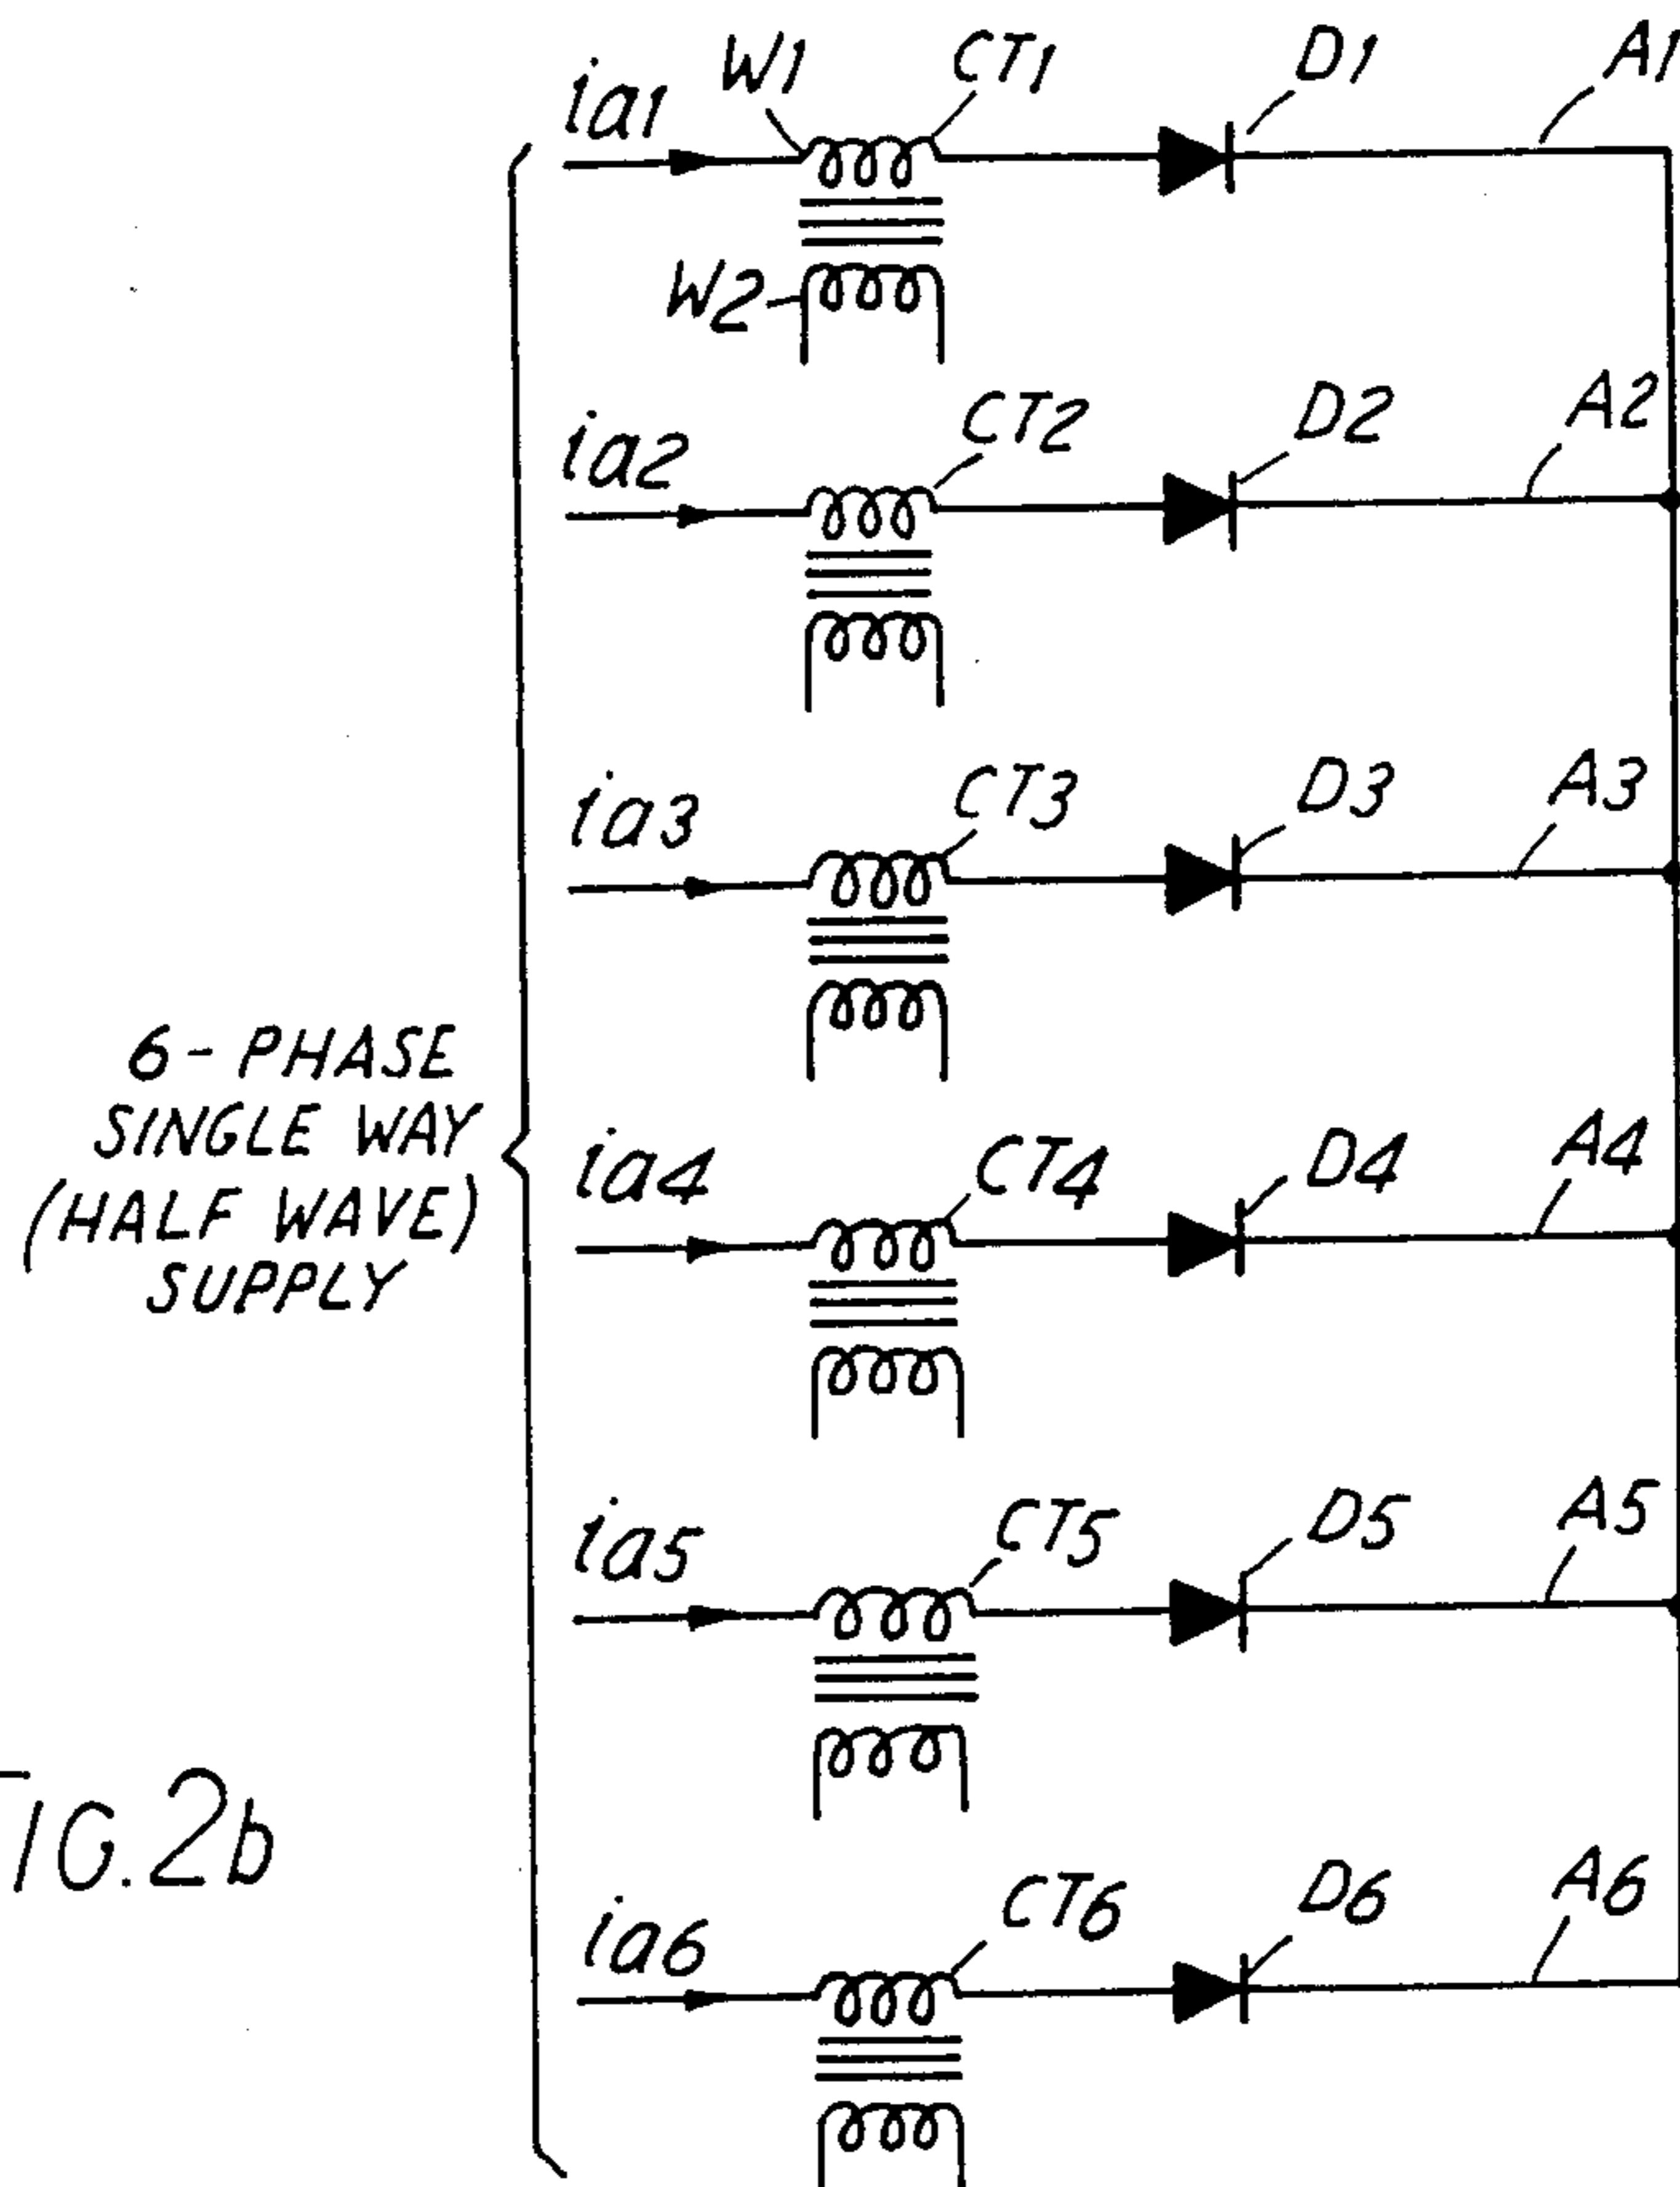 ia1 W1 CT1 D1 A1
W2
ia2 CT2 D2 A2
ia3 CT3 D3 A3
6-PHASE
SINGLE WAY
(HALF WAVE)
SUPPLY
ia4 CT4 D4 A4
ia5 CT5 D5 A5
FIG. 2b
ia6 CT6 D6 A6